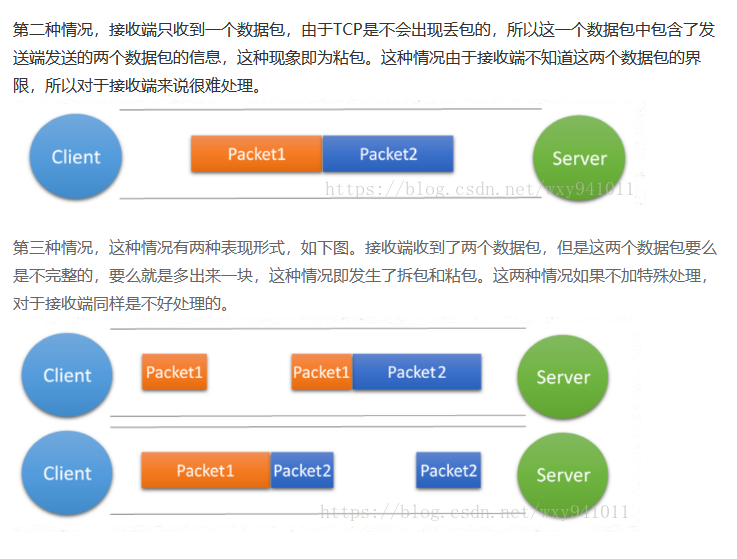 第二种情况，接收端只收到一个数据包，由于TCP是不会出现丢包的，所以这一个数据包中包含了发
送端发送的两个数据包的信息，这种现象即为粘包。这种情况由于接收端不知道这两个数据包的界
限，所以对于接收端来说很难处理。
Client Packet1 Packet2 Server
https://blog.csdn.net/wxy941011
第三种情况，这种情况有两种表现形式，如下图。接收端收到了两个数据包，但是这两个数据包要么
是不完整的，要么就是多出来一块，这种情况即发生了拆包和粘包。这两种情况如果不加特殊处理，
对于接收端同样是不好处理的。
Client Packet1 Packet1 Packet2 Server
Client Packet1 Packet2 Packet2 Server
https://blog.csdn.net/wxy941011